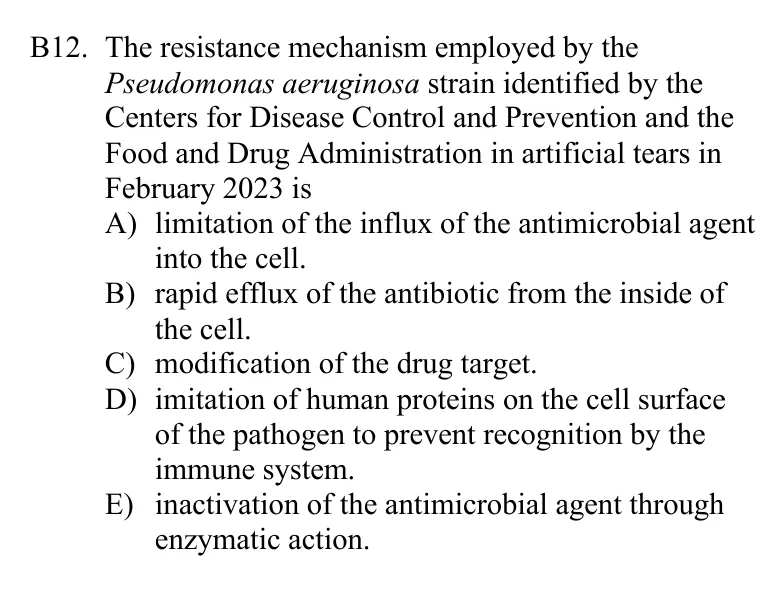 B12. The resistance mechanism employed by the
Pseudomonas aeruginosa strain identified by the
Centers for Disease Control and Prevention and the
Food and Drug Administration in artificial tears in
February 2023 is
A) limitation of the influx of the antimicrobial agent
into the cell.
B) rapid efflux of the antibiotic from the inside of
the cell.
C) modification of the drug target.
D) imitation of human proteins on the cell surface
of the pathogen to prevent recognition by the
immune system.
E) inactivation of the antimicrobial agent through
enzymatic action.